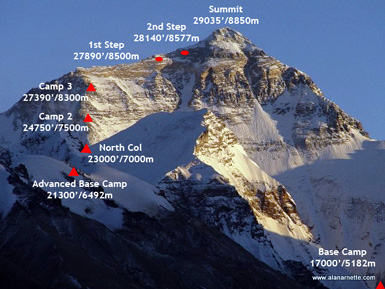 Summit
29035'/8850m
2nd Step
28140'/8577m
1st Step
27890'/8500m
Camp 3
27390'/8300m
Camp 2
24750'/7500m
North Col
23000'/7000m
Advanced Base Camp
21300'/6492m
Base Camp
17000'/5182m
www.alanarnette.com